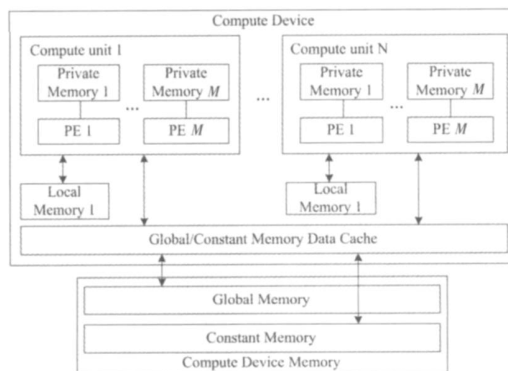 Compute Device
Compute unit 1
Private Memory 1
...
Private Memory M
PE 1
PE M
...
Compute unit N
Private Memory 1
...
Private Memory M
PE 1
PE M
Local Memory 1
Local Memory 1
Global/Constant Memory Data Cache
Global Memory
Constant Memory
Compute Device Memory